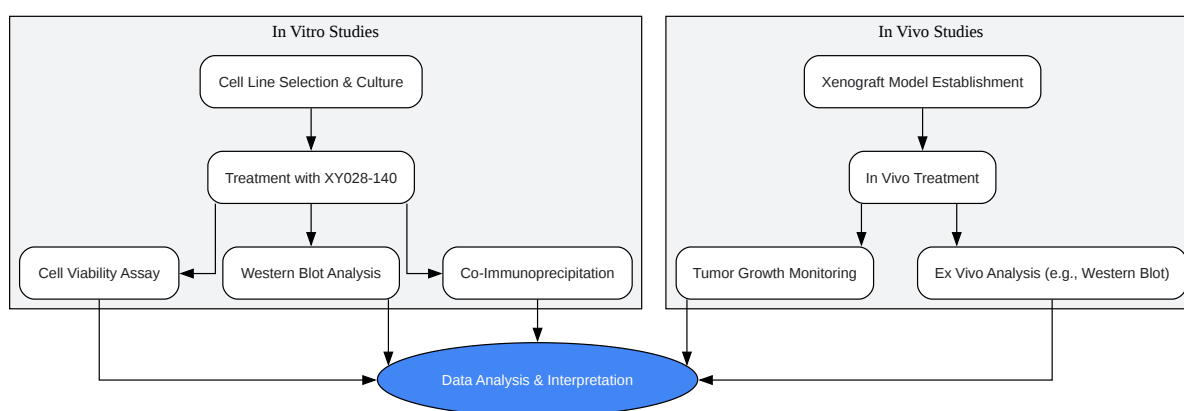 In Vitro Studies
Cell Line Selection & Culture
Treatment with XY028-140
Cell Viability Assay
Western Blot Analysis
Co-Immunoprecipitation
In Vivo Studies
Xenograft Model Establishment
In Vivo Treatment
Tumor Growth Monitoring
Ex Vivo Analysis (e.g., Western Blot)
Data Analysis & Interpretation